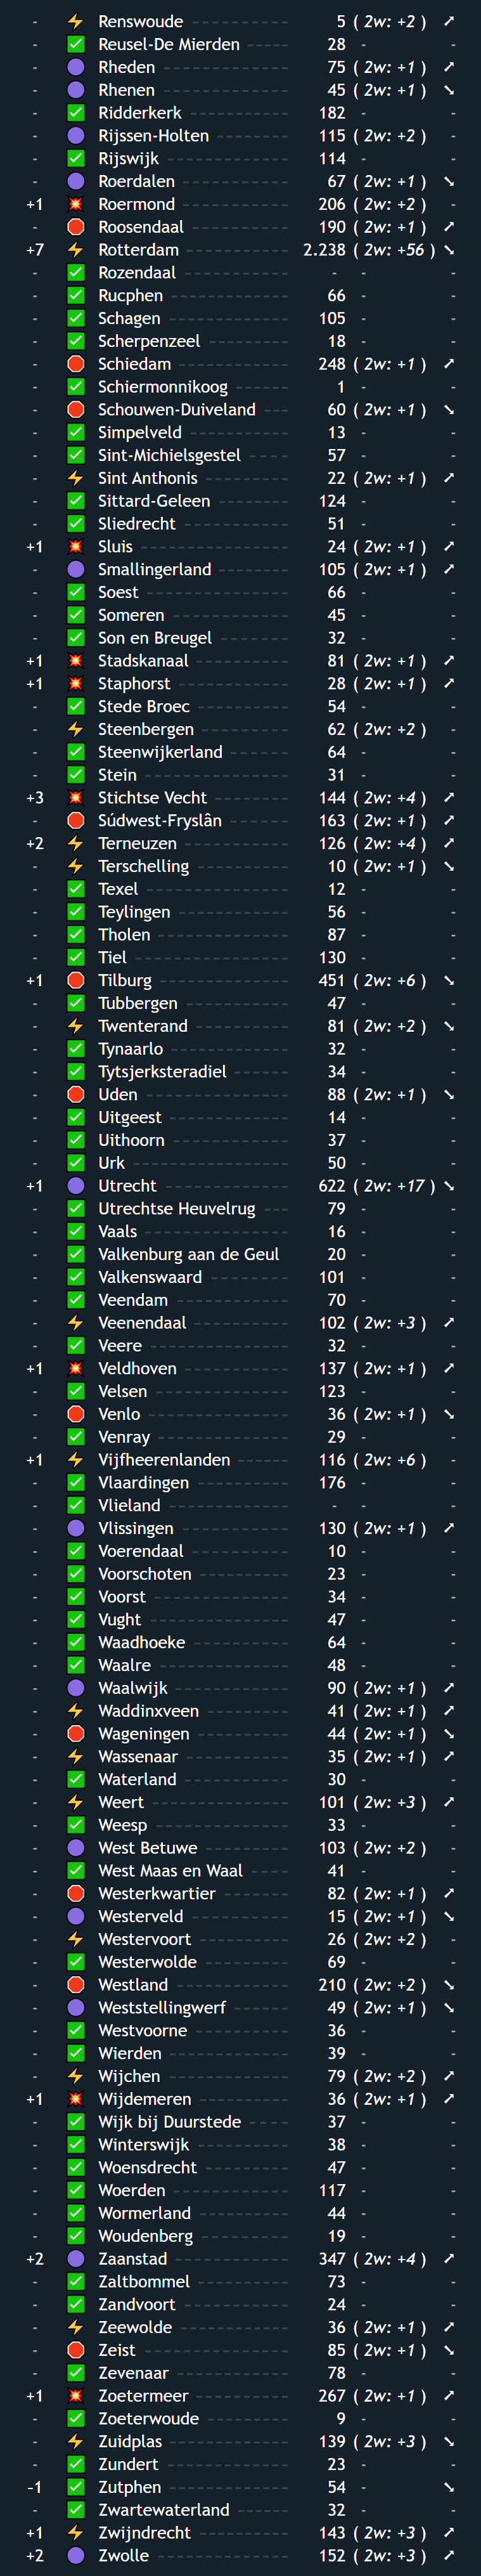 - ⚡ Renswoude ------ 5 ( 2w: +2 ) ➚
- ✅ Reusel-De Mierden 28 - -
- 🟣 Rheden 75 ( 2w: +1 ) ➚
- 🟣 Rhenen 45 ( 2w: +1 ) ➘
- ✅ Ridderkerk 182 - -
- 🟣 Rijssen-Holten 115 ( 2w: +2 ) -
- ✅ Rijswijk 114 - -
- 🟣 Roerdalen 67 ( 2w: +1 ) ➘
+1 💥 Roermond 206 ( 2w: +2 ) -
- 🛑 Roosendaal 190 ( 2w: +1 ) ➚
+7 ⚡ Rotterdam 2.238 ( 2w: +56 ) ➘
- ✅ Rozendaal - - -
- ✅ Rucphen 66 - -
- ✅ Schagen 105 - -
- ✅ Scherpenzeel 18 - -
- 🛑 Schiedam 248 ( 2w: +1 ) ➚
- ✅ Schiermonnikoog 1 - -
- 🛑 Schouwen-Duiveland 60 ( 2w: +1 ) ➘
- ✅ Simpelveld 13 - -
- ✅ Sint-Michielsgestel 57 - -
- ⚡ Sint Anthonis 22 ( 2w: +1 ) ➚
- ✅ Sittard-Geleen 124 - -
- ✅ Sliedrecht 51 - -
+1 💥 Sluis 24 ( 2w: +1 ) ➚
- 🟣 Smallingerland 105 ( 2w: +1 ) ➚
- ✅ Soest 66 - -
- ✅ Someren 45 - -
- ✅ Son en Breugel 32 - -
+1 💥 Stadskanaal 81 ( 2w: +1 ) ➚
+1 💥 Staphorst 28 ( 2w: +1 ) ➚
- ✅ Stede Broec 54 - -
- ⚡ Steenbergen 62 ( 2w: +2 ) -
- ✅ Steenwijkerland 64 - -
- ✅ Stein 31 - -
+3 💥 Stichtse Vecht 144 ( 2w: +4 ) ➚
- 🛑 Súdwest-Fryslân 163 ( 2w: +1 ) ➚
+2 ⚡ Terneuzen 126 ( 2w: +4 ) ➚
- ⚡ Terschelling 10 ( 2w: +1 ) ➘
- ✅ Texel 12 - -
- ✅ Teylingen 56 - -
- ✅ Tholen 87 - -
- ✅ Tiel 130 - -
+1 🛑 Tilburg 451 ( 2w: +6 ) ➘
- ✅ Tubbergen 47 - -
- ⚡ Twenterand 81 ( 2w: +2 ) ➘
- ✅ Tynaarlo 32 - -
- ✅ Tytsjerksteradiel 34 - -
- 🛑 Uden 88 ( 2w: +1 ) ➘
- ✅ Uitgeest 14 - -
- ✅ Uithoorn 37 - -
- ✅ Urk 50 - -
+1 🟣 Utrecht 622 ( 2w: +17 ) ➘
- ✅ Utrechtse Heuvelrug 79 - -
- ✅ Vaals 16 - -
- ✅ Valkenburg aan de Geul 20 - -
- ✅ Valkenswaard 101 - -
- ✅ Veendam 70 - -
- ⚡ Veenendaal 102 ( 2w: +3 ) ➚
- ✅ Veere 32 - -
+1 💥 Veldhoven 137 ( 2w: +1 ) ➚
- ✅ Velsen 123 - -
- 🛑 Venlo 36 ( 2w: +1 ) ➘
- ✅ Venray 29 - -
+1 ⚡ Vijfheerenlanden 116 ( 2w: +6 ) -
- ✅ Vlaardingen 176 - -
- ✅ Vlieland - - -
- 🟣 Vlissingen 130 ( 2w: +1 ) ➚
- ✅ Voerendaal 10 - -
- ✅ Voorschoten 23 - -
- ✅ Voorst 34 - -
- ✅ Vught 47 - -
- ✅ Waadhoeke 64 - -
- ✅ Waalre 48 - -
- 🟣 Waalwijk 90 ( 2w: +1 ) ➚
- ⚡ Waddinxveen 41 ( 2w: +1 ) ➚
- 🛑 Wageningen 44 ( 2w: +1 ) ➘
- ⚡ Wassenaar 35 ( 2w: +1 ) ➚
- ✅ Waterland 30 - -
- ⚡ Weert 101 ( 2w: +3 ) ➚
- ✅ Weesp 33 - -
- 🟣 West Betuwe 103 ( 2w: +2 ) -
- ✅ West Maas en Waal 41 - -
- 🛑 Westerkwartier 82 ( 2w: +1 ) ➚
- 🟣 Westerveld 15 ( 2w: +1 ) ➘
- ⚡ Westervoort 26 ( 2w: +2 ) -
- ✅ Westerwolde 69 - -
- 🛑 Westland 210 ( 2w: +2 ) ➘
- 🟣 Weststellingwerf 49 ( 2w: +1 ) ➘
- ✅ Westvoorne 36 - -
- ✅ Wierden 39 - -
- ⚡ Wijchen 79 ( 2w: +2 ) ➚
+1 💥 Wijdemeren 36 ( 2w: +1 ) ➚
- ✅ Wijk bij Duurstede 37 - -
- ✅ Winterswijk 38 - -
- ✅ Woensdrecht 47 - -
- ✅ Woerden 117 - -
- ✅ Wormerland 44 - -
- ✅ Woudenberg 19 - -
+2 🟣 Zaanstad 347 ( 2w: +4 ) ➚
- ✅ Zaltbommel 73 - -
- ✅ Zandvoort 24 - -
- ⚡ Zeewolde 36 ( 2w: +1 ) ➚
- 🛑 Zeist 85 ( 2w: +1 ) ➘
- ✅ Zevenaar 78 - -
+1 💥 Zoetermeer 267 ( 2w: +1 ) ➚
- ✅ Zoeterwoude 9 - -
- ⚡ Zuidplas 139 ( 2w: +3 ) ➘
- ✅ Zundert 23 - -
-1 ✅ Zutphen 54 - ➘
- ✅ Zwartewaterland 32 - -
+1 ⚡ Zwijndrecht 143 ( 2w: +3 ) ➚
+2 🟣 Zwolle 152 ( 2w: +3 ) ➚